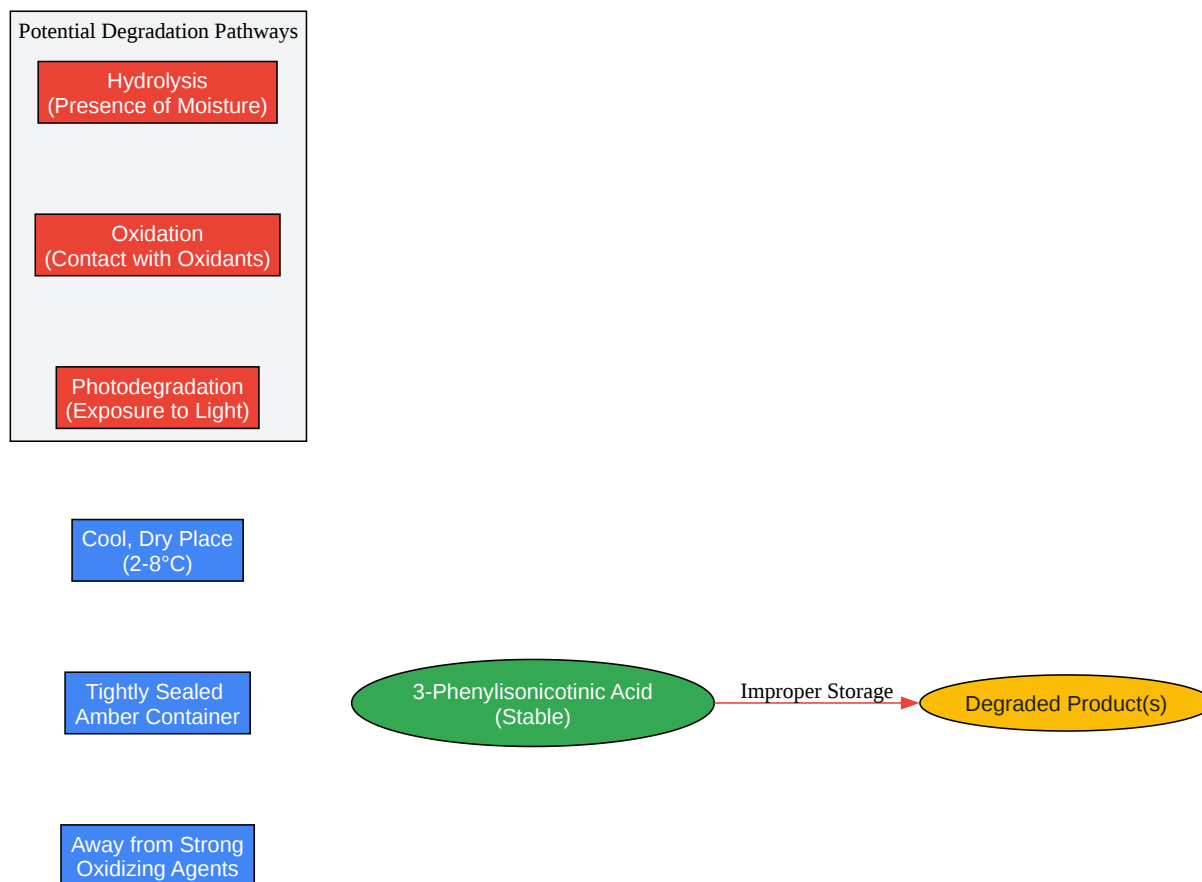 Potential Degradation Pathways
Hydrolysis
(Presence of Moisture)
Oxidation
(Contact with Oxidants)
Photodegradation
(Exposure to Light)
Cool, Dry Place
(2-8°C)
Tightly Sealed
Amber Container
3-Phenylisonicotinic Acid
(Stable)
Improper Storage
Degraded Product(s)
Away from Strong
Oxidizing Agents